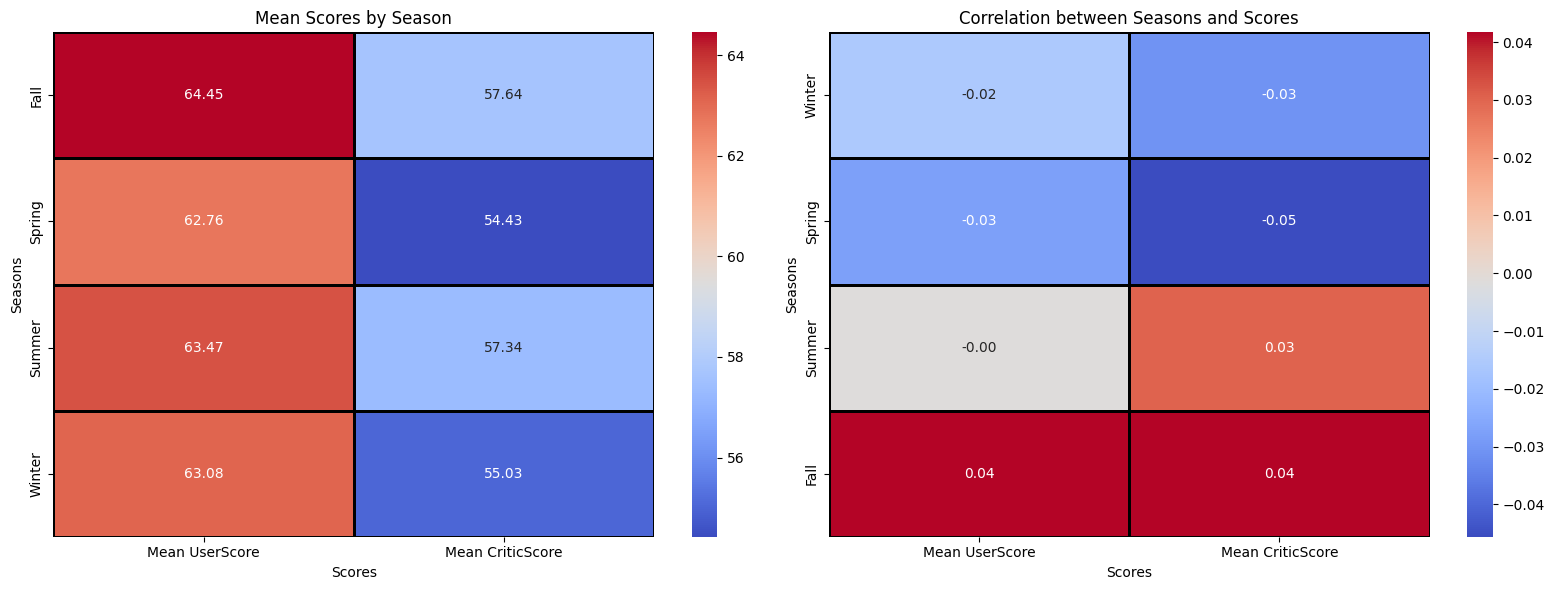 Mean Scores by Season
Seasons
Fall
Spring
Summer
Winter
64.45 57.64
62.76 54.43
63.47 57.34
63.08 55.03
Mean UserScore Mean CriticScore
Scores
64
62
60
58
56
Correlation between Seasons and Scores
Seasons
Winter
Spring
Summer
Fall
-0.02 -0.03
-0.03 -0.05
-0.00 0.03
0.04 0.04
Mean UserScore Mean CriticScore
Scores
0.04
0.03
0.02
0.01
0.00
−0.01
−0.02
−0.03
−0.04